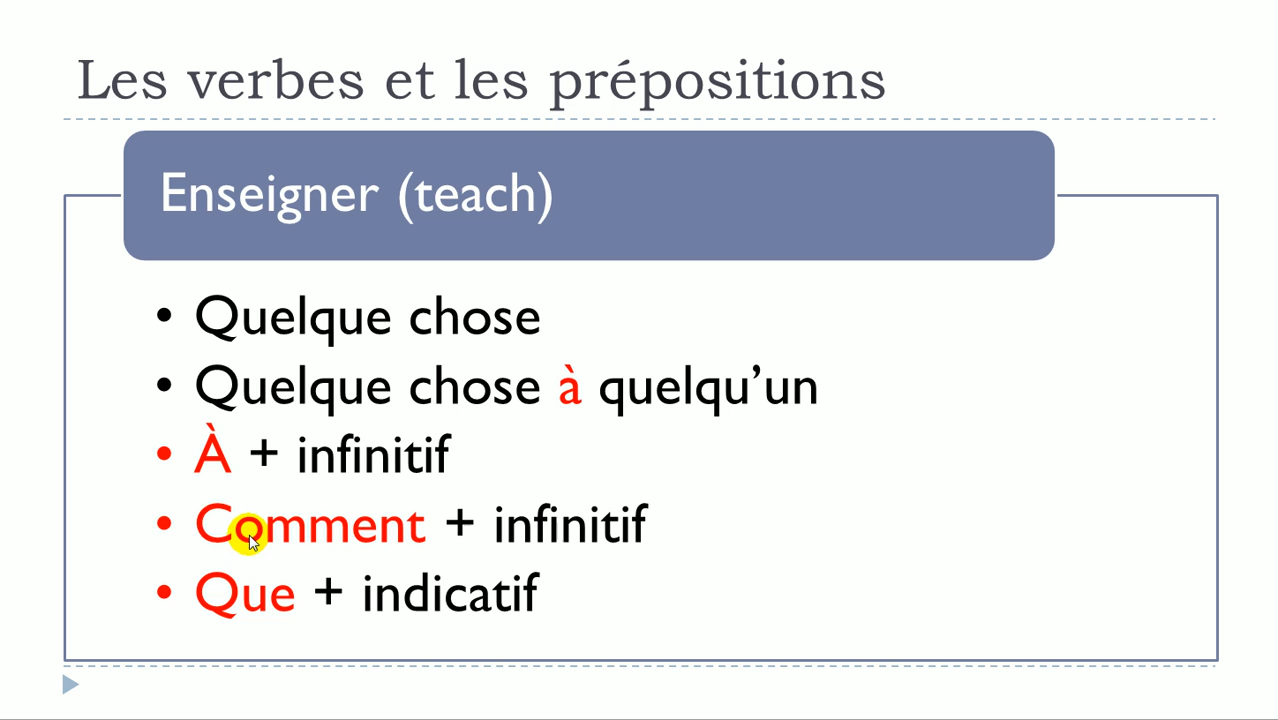 Les verbes et les prépositions
Enseigner (teach)
• Quelque chose
• Quelque chose à quelqu’un
• À + infinitif
• Comment + infinitif
• Que + indicatif